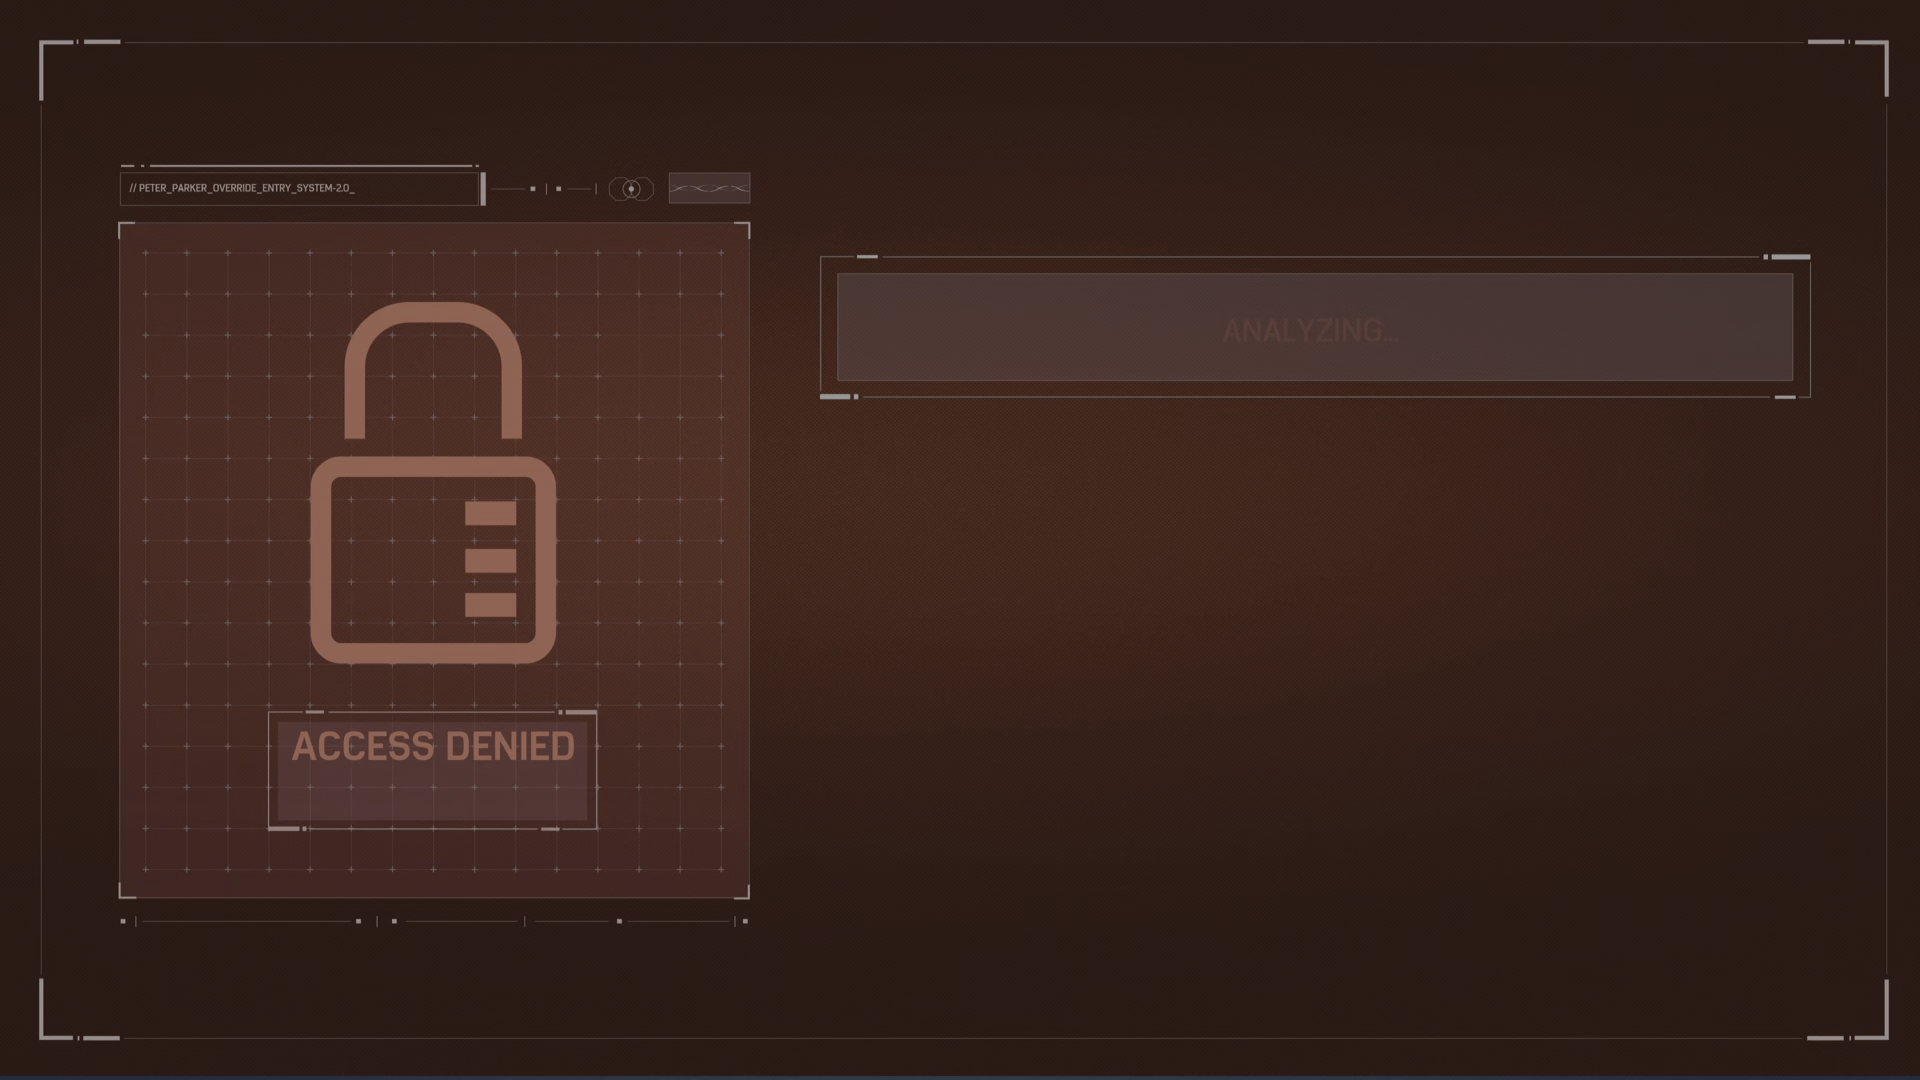 // PETER_PARKER_OVERRIDE_ENTRY_SYSTEM-2.0_
ANALYZING...
ACCESS DENIED